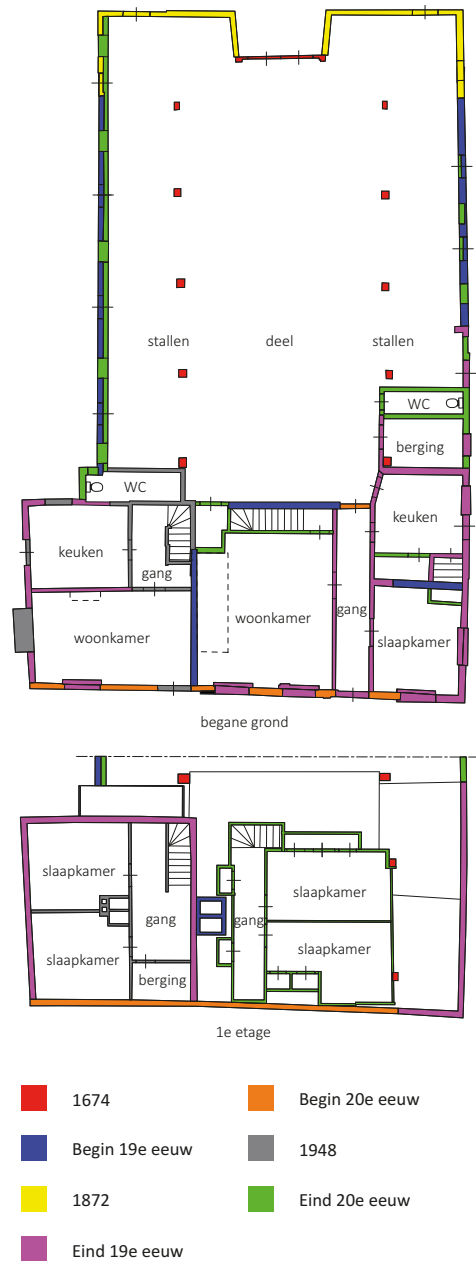 stallen
deel
stallen
WC
berging
WC
keuken
keuken
gang
woonkamer
woonkamer
gang
slaapkamer
begane grond
slaapkamer
slaapkamer
gang
gang
slaapkamer
slaapkamer
berging
1e etage
1674
Begin 20e eeuw
Begin 19e eeuw
1948
1872
Eind 20e eeuw
Eind 19e eeuw